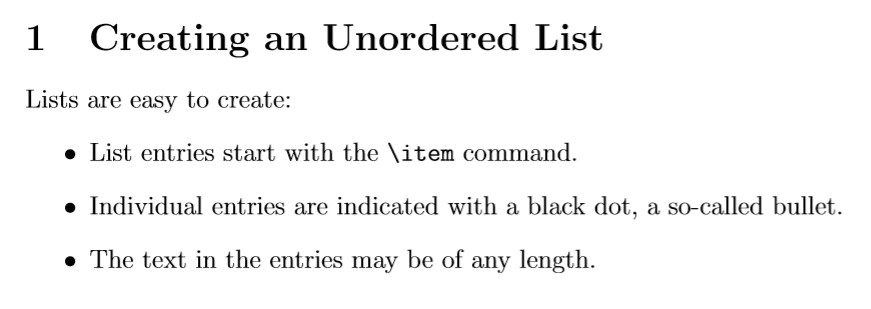 1 Creating an Unordered List
Lists are easy to create:
• List entries start with the \item command.
• Individual entries are indicated with a black dot, a so-called bullet.
• The text in the entries may be of any length.